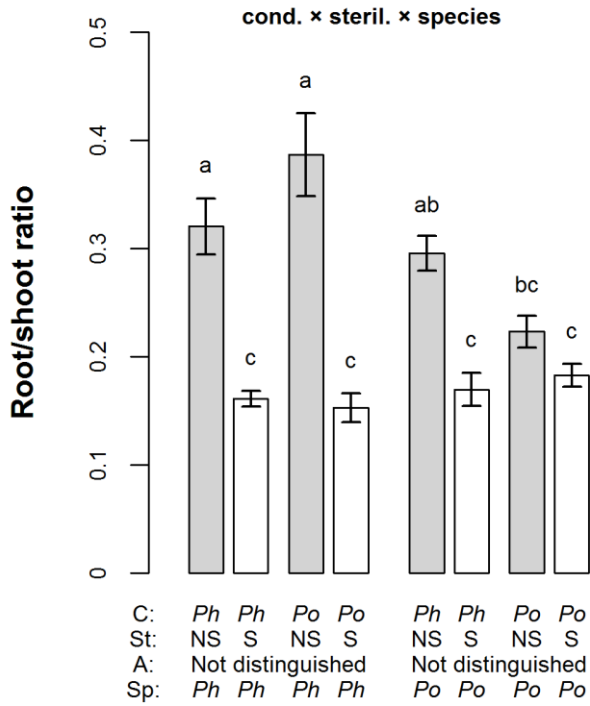 cond. × steril. × species
Root/shoot ratio
0.5
0.4
0.3
0.2
0.1
0
a
c
a
c
ab
c
bc
c
C: Ph Ph Po Po Ph Ph Po Po
St: NS S NS S NS S NS S
A: Not distinguished Not distinguished
Sp: Ph Ph Ph Ph Po Po Po Po